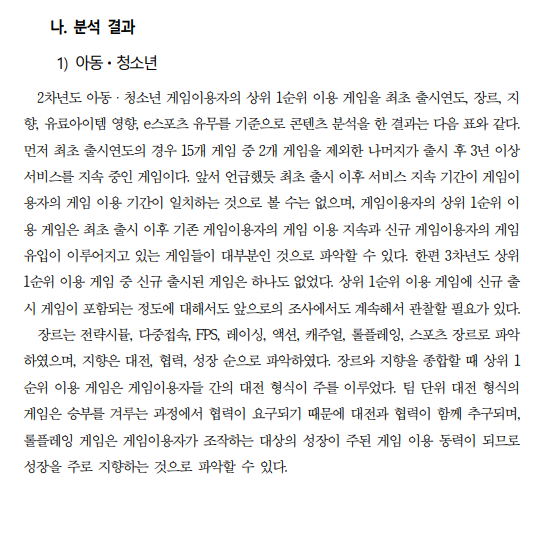 나. 분석 결과
1) 아동·청소년
2차년도 아동·청소년 게임이용자의 상위 1순위 이용 게임을 최초 출시연도, 장르, 지
향, 유료아이템 영향, e스포츠 유무를 기준으로 콘텐츠 분석을 한 결과는 다음 표와 같다.
먼저 최초 출시연도의 경우 15개 게임 중 2개 게임을 제외한 나머지가 출시 후 3년 이상
서비스를 지속 중인 게임이다. 앞서 언급했듯 최초 출시 이후 서비스 지속 기간이 게임이
용자의 게임 이용 기간이 일치하는 것으로 볼 수는 없으며, 게임이용자의 상위 1순위 이
용 게임은 최초 출시 이후 기존 게임이용자의 게임 이용 지속과 신규 게임이용자의 게임
유입이 이루어지고 있는 게임들이 대부분인 것으로 파악할 수 있다. 한편 3차년도 상위
1순위 이용 게임 중 신규 출시된 게임은 하나도 없었다. 상위 1순위 이용 게임에 신규 출
시 게임이 포함되는 정도에 대해서도 앞으로의 조사에서도 계속해서 관찰할 필요가 있다.
장르는 전략시뮬, 다중접속, FPS, 레이싱, 액션, 캐주얼, 롤플레잉, 스포츠 장르로 파악
하였으며, 지향은 대전, 협력, 성장 순으로 파악하였다. 장르와 지향을 종합할 때 상위 1
순위 이용 게임은 게임이용자들 간의 대전 형식이 주를 이루었다. 팀 단위 대전 형식의
게임은 승부를 겨루는 과정에서 협력이 요구되기 때문에 대전과 협력이 함께 추구되며,
롤플레잉 게임은 게임이용자가 조작하는 대상의 성장이 주된 게임 이용 동력이 되므로
성장을 주로 지향하는 것으로 파악할 수 있다.